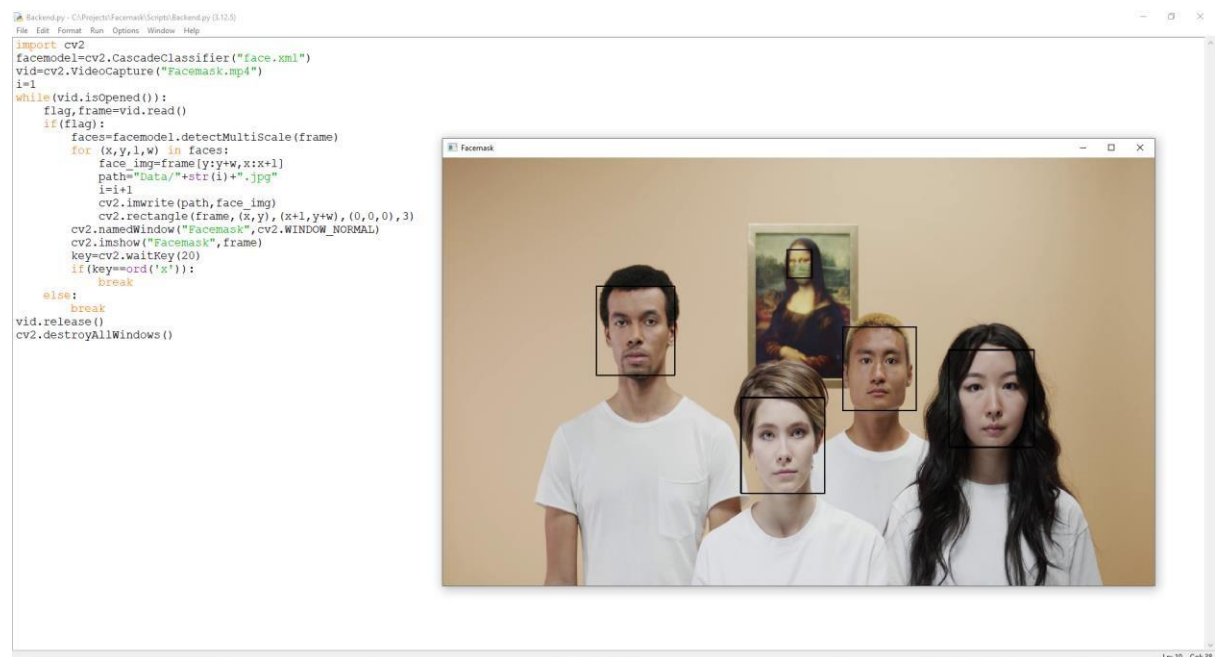 Backend.py - C:\Projects\Facemask\Scripts\Backend.py (3.12.5)
File Edit Format Run Options Window Help
import cv2
facemodel=cv2.CascadeClassifier("face.xml")
vid=cv2.VideoCapture("Facemask.mp4")
i=1
while(vid.isOpened()):
    flag,frame=vid.read()
    if(flag):
        faces=facemodel.detectMultiScale(frame)
        for (x,y,l,w) in faces:
            face_img=frame[y:y+w,x:x+l]
            path="Data/"+str(i)+".jpg"
            i=i+1
            cv2.imwrite(path,face_img)
            cv2.rectangle(frame,(x,y),(x+l,y+w),(0,0,0),3)
        cv2.namedWindow("Facemask",cv2.WINDOW_NORMAL)
        cv2.imshow("Facemask",frame)
        key=cv2.waitKey(20)
        if(key==ord('x')):
            break
    else:
        break
vid.release()
cv2.destroyAllWindows()
Facemask